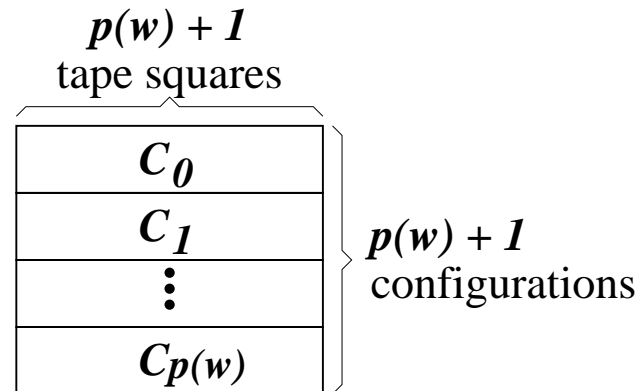 p(w) + 1
tape squares
C0
C1
p(w) + 1
configurations
Cp(w)